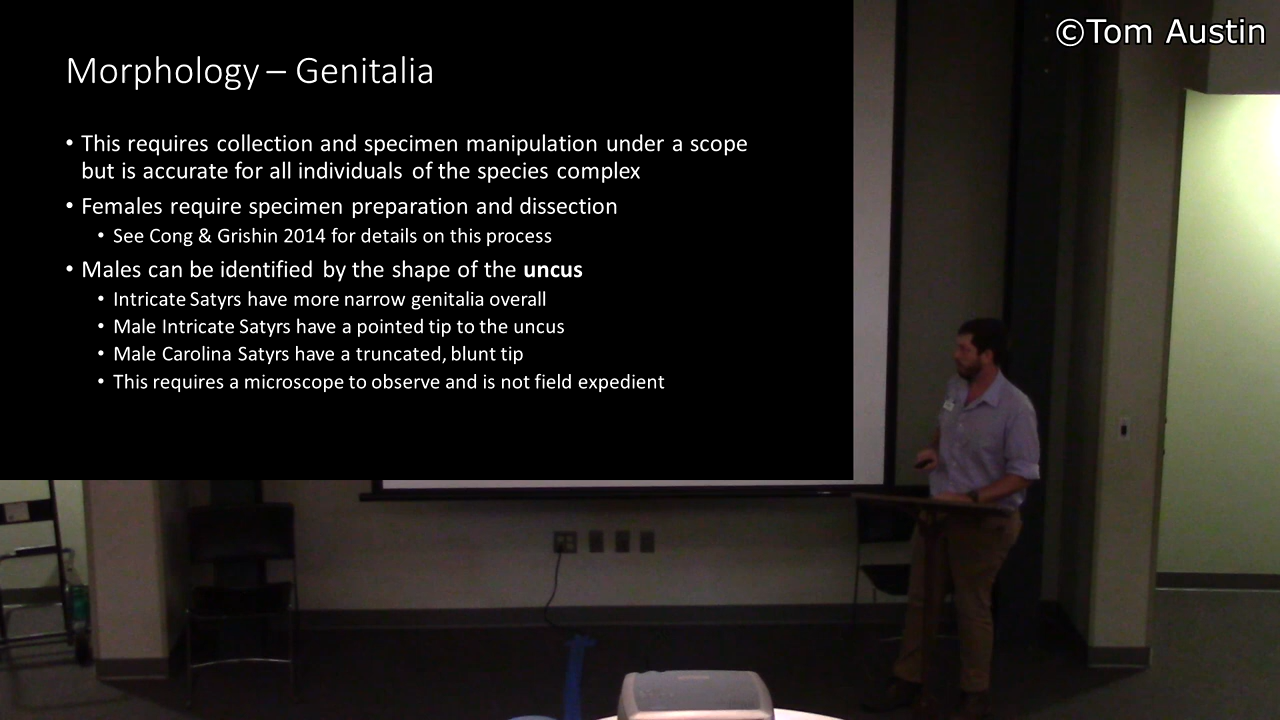 ©Tom Austin
Morphology – Genitalia
• This requires collection and specimen manipulation under a scope
but is accurate for all individuals of the species complex
• Females require specimen preparation and dissection
• See Cong & Grishin 2014 for details on this process
• Males can be identified by the shape of the uncus
• Intricate Satyrs have more narrow genitalia overall
• Male Intricate Satyrs have a pointed tip to the uncus
• Male Carolina Satyrs have a truncated, blunt tip
• This requires a microscope to observe and is not field expedient